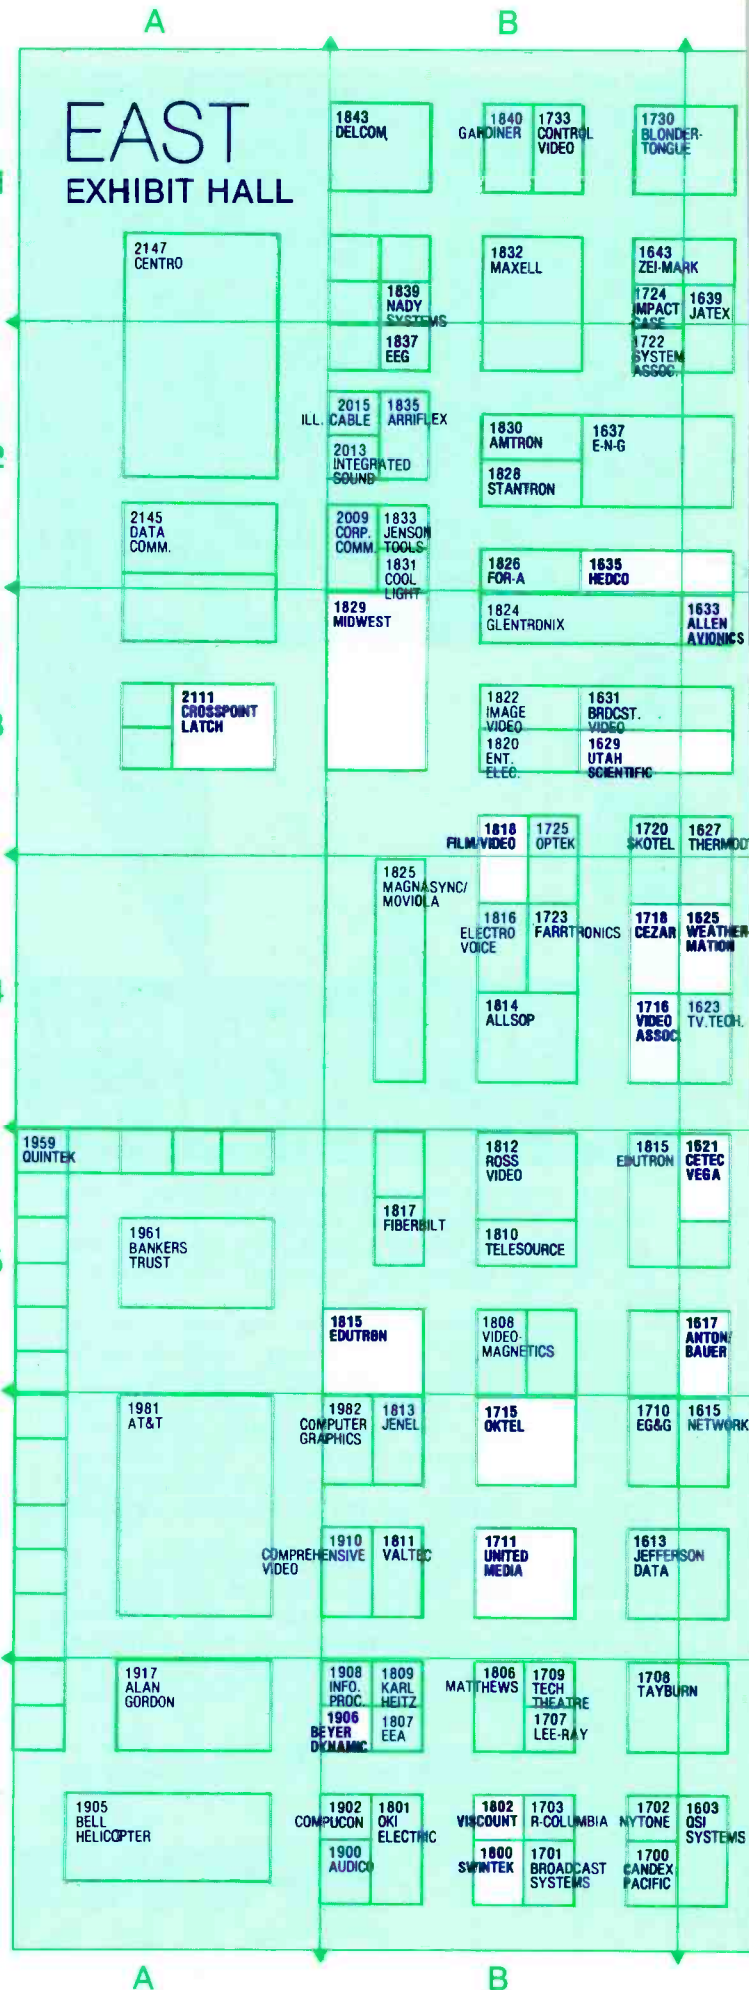 A
B
EAST
EXHIBIT HALL
1843
DELCOM
1840
GARDINER
1733
CONTROL
VIDEO
1730
BLONDER-
TONGUE
2147
CENTRO
1839
NADY
SYSTEMS
1837
EEG
1832
MAXELL
1643
ZEI-MARK
1724
IMPACT
CASE
1639
JATEX
1722
SYSTEM
ASSOC.
2015
ILL. CABLE
1835
ARRIFLEX
2013
INTEGRATED
SOUND
1830
AMTRON
1637
E-N-G
1828
STANTRON
2145
DATA
COMM.
2009
CORP.
COMM.
1833
JENSON
TOOLS
1831
COOL
LIGHT
1826
FOR-A
1635
HEDCO
1829
MIDWEST
1824
GLENTRONIX
1633
ALLEN
AVIONICS
2111
CROSSPOINT
LATCH
1822
IMAGE
VIDEO
1631
BRDCST.
VIDEO
1820
ENT.
ELEC.
1629
UTAH
SCIENTIFIC
3
1818
FILM/VIDEO
1725
OPTEK
1720
SKOTEL
1627
THERMOD
1825
MAGNASYNC/
MOVIOLA
1816
ELECTRO
VOICE
1723
FARRTRONICS
1718
CEZAR
1625
WEATHER-
MATION
1814
ALLSOP
1716
VIDEO
ASSOC.
1623
TV.TECH.
1959
QUINTEK
1812
ROSS
VIDEO
1815
EDUTRON
1621
CETEC
VEGA
1817
FIBERBILT
1961
BANKERS
TRUST
1810
TELESOURCE
1815
EDUTRON
1808
VIDEO-
MAGNETICS
1617
ANTON/
BAUER
1981
AT&T
1982
COMPUTER
GRAPHICS
1813
JENEL
1715
OKTEL
1710
EG&G
1615
NETWORK
1910
COMPREHENSIVE
VIDEO
1811
VALTEC
1711
UNITED
MEDIA
1613
JEFFERSON
DATA
1917
ALAN
GORDON
1908
INFO.
PROC.
1809
KARL
HEITZ
1806
MATTHEWS
1709
TECH
THEATRE
1708
TAYBURN
1906
BEYER
DYNAMIC
1807
EEA
1707
LEE-RAY
1905
BELL
HELICOPTER
1902
COMPUCON
1801
OKI
ELECTRIC
1802
VISCOUNT
1703
R-COLUMBIA
1702
NYTONE
1603
QSI
SYSTEMS
1900
AUDICO
1800
SWINTEK
1701
BROADCAST
SYSTEMS
1700
CANDEX
PACIFIC
A
B